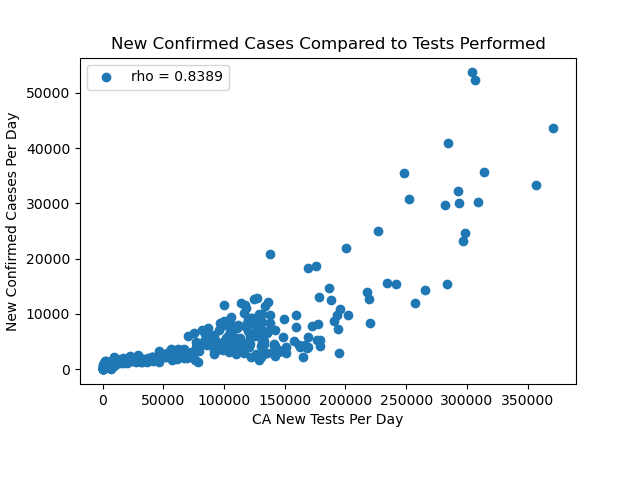 New Confirmed Cases Compared to Tests Performed
rho = 0.8389
New Confirmed Caeses Per Day
50000
40000
30000
20000
10000
0
0 50000 100000 150000 200000 250000 300000 350000
CA New Tests Per Day